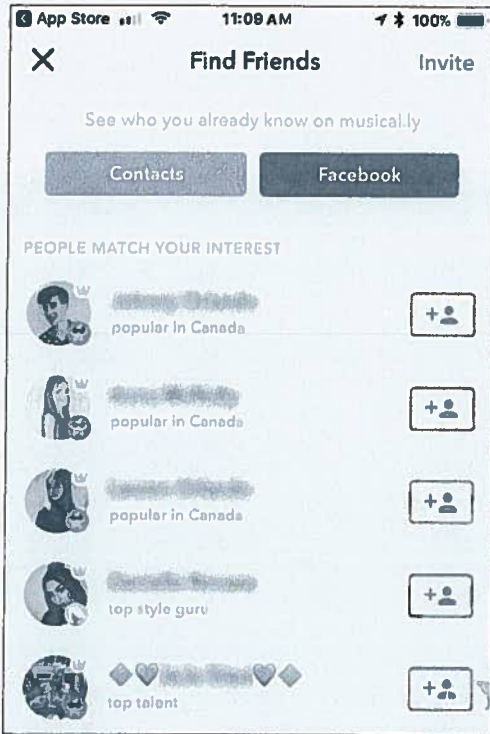 App Store 11:09 AM 100%
Find Friends Invite
See who you already know on musical.ly
Contacts Facebook
PEOPLE MATCH YOUR INTEREST
popular in Canada
popular in Canada
popular in Canada
top style guru
top talent